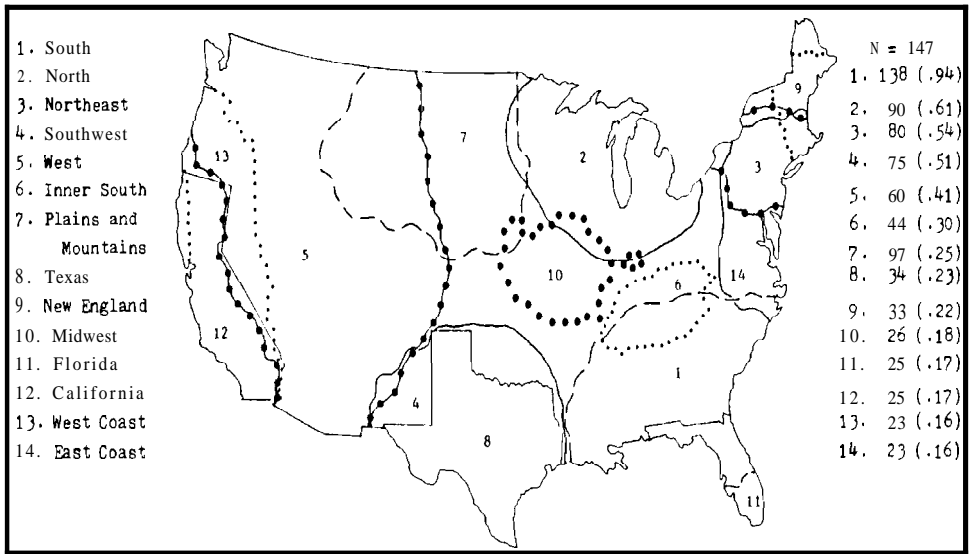 1. South
2. North
3. Northeast
4. Southwest
5. West
6. Inner South
7. Plains and
Mountains
8. Texas
9. New England
10. Midwest
11. Florida
12. California
13. West Coast
14. East Coast
13
12
5
7
2
10
4
8
6
1
14
3
9
11
N = 147
1. 138 (.94)
2. 90 (.61)
3. 80 (.54)
4. 75 (.51)
5. 60 (.41)
6. 44 (.30)
7. 97 (.25)
8. 34 (.23)
9. 33 (.22)
10. 26 (.18)
11. 25 (.17)
12. 25 (.17)
13. 23 (.16)
14. 23 (.16)